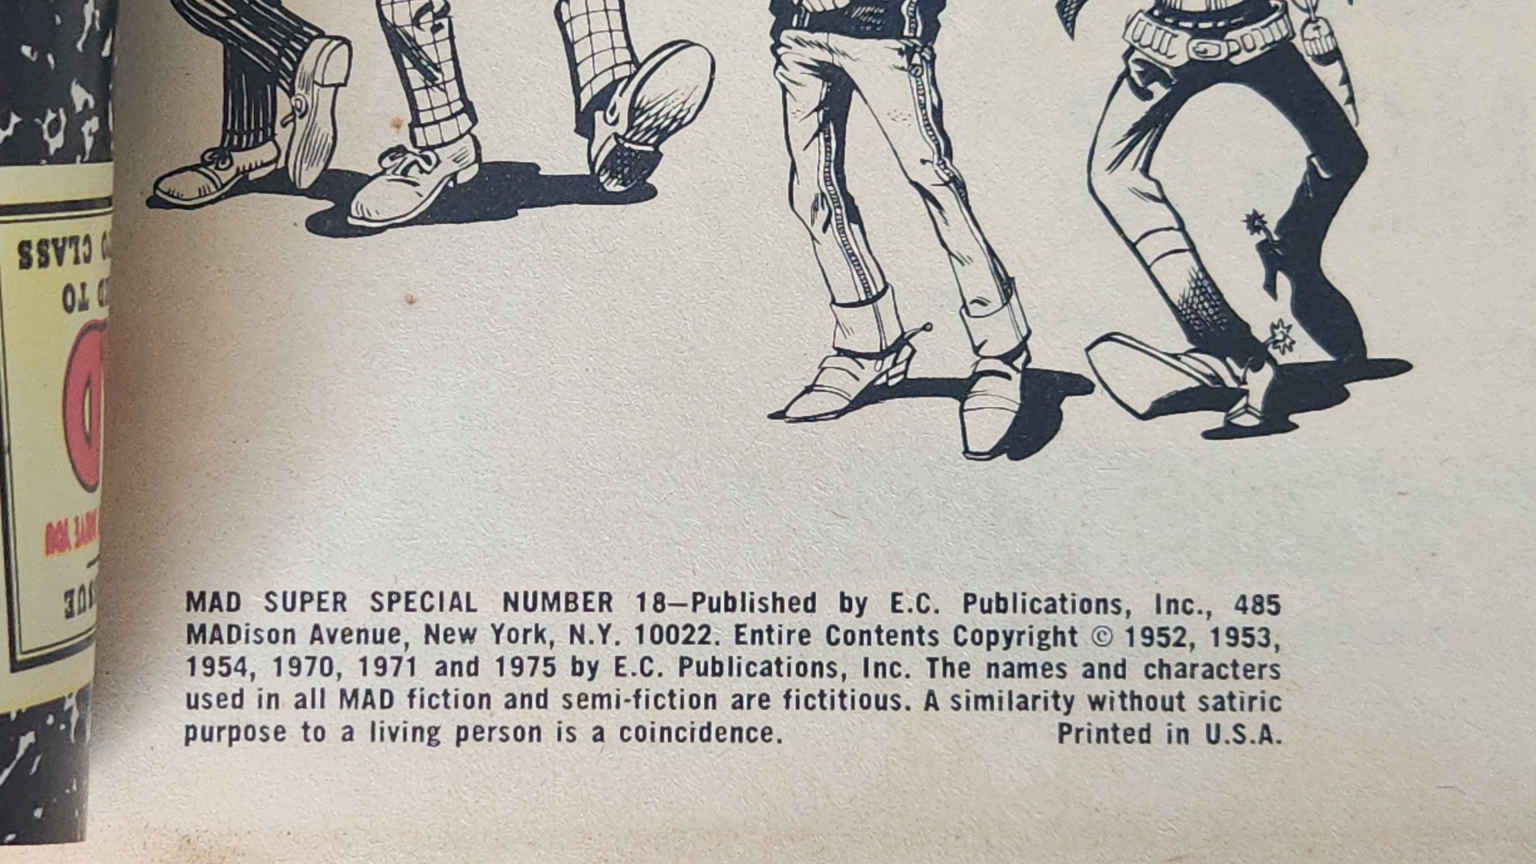 MAD SUPER SPECIAL NUMBER 18—Published by E.C. Publications, Inc., 485
MADison Avenue, New York, N.Y. 10022. Entire Contents Copyright © 1952, 1953,
1954, 1970, 1971 and 1975 by E.C. Publications, Inc. The names and characters
used in all MAD fiction and semi-fiction are fictitious. A similarity without satiric
purpose to a living person is a coincidence. Printed in U.S.A.
CLASS
TO